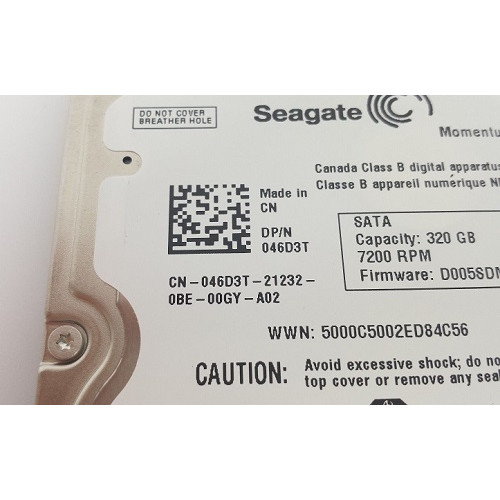 DO NOT COVER
BREATHER HOLE
Seagate
Momentu
Canada Class B digital apparatus
Classe B appareil numérique N
Made in
CN
DP/N
046D3T
SATA
Capacity: 320 GB
7200 RPM
Firmware: D005SDM
CN-046D3T-21232-
0BE-00GY-A02
WWN: 5000C5002ED84C56
CAUTION:
Avoid excessive shock; do no
top cover or remove any sea